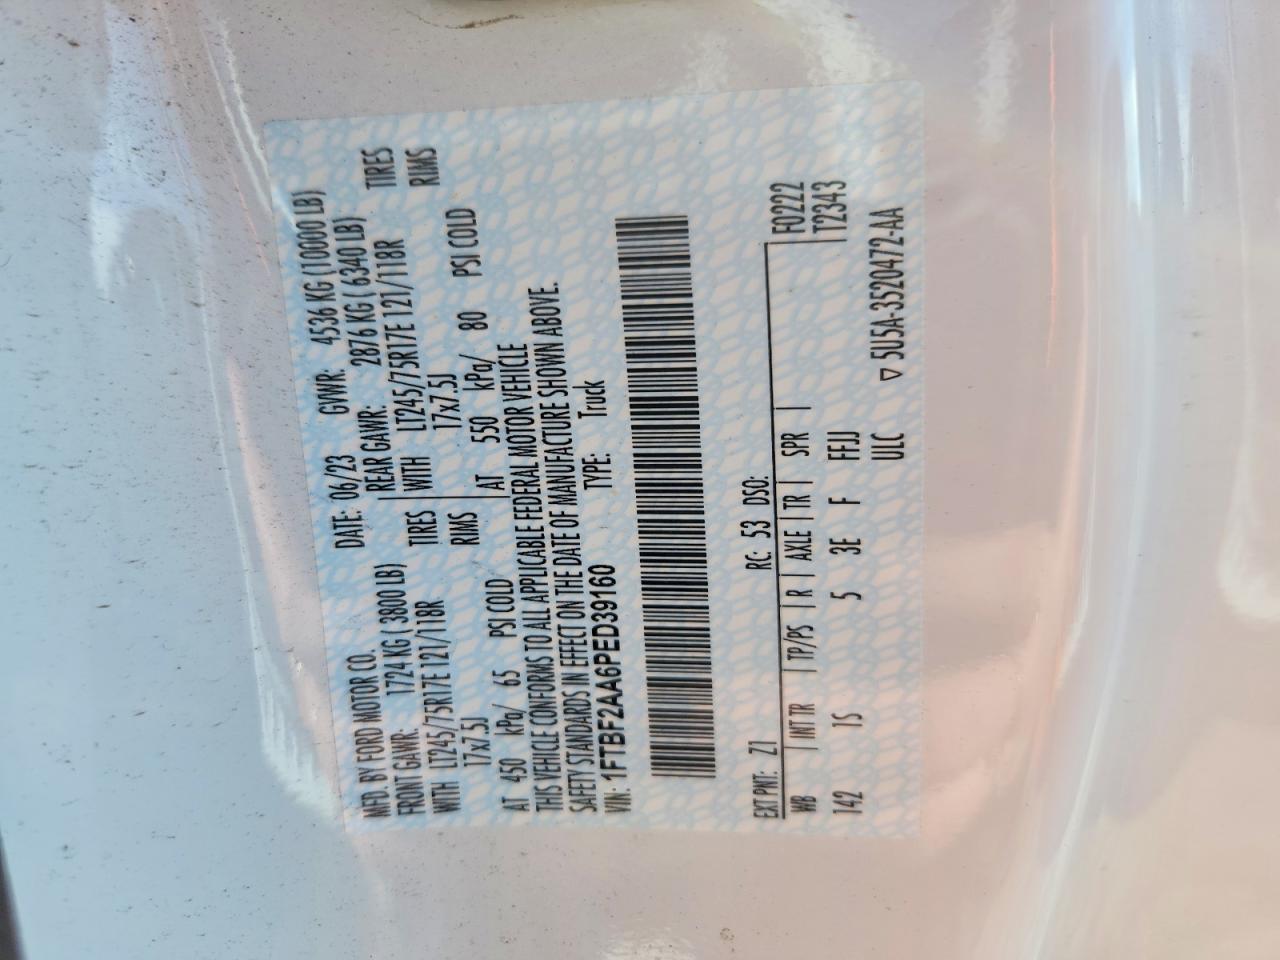 MFD. BY FORD MOTOR CO. DATE: 06/23 GVWR: 4536 KG (10000 LB)
FRONT GAWR: 1724 KG ( 3800 LB) REAR GAWR: 2876 KG ( 6340 LB)
WITH LT245/75R17E 121/118R TIRES WITH LT245/75R17E 121/118R TIRES
17x7.5J RIMS 17x7.5J RIMS
AT 450 kPa/ 65 PSI COLD AT 550 kPa/ 80 PSI COLD
THIS VEHICLE CONFORMS TO ALL APPLICABLE FEDERAL MOTOR VEHICLE
SAFETY STANDARDS IN EFFECT ON THE DATE OF MANUFACTURE SHOWN ABOVE.
VIN: 1FTBF2AA6PED39160 TYPE: Truck
EXT PNT: Z1 RC: 53 DSO: F0222
WB INT TR TP/PS R AXLE TR SPR T2343
142 1S 5 3E F FFJJ
ULC ▽ 5U5A-3520472-AA